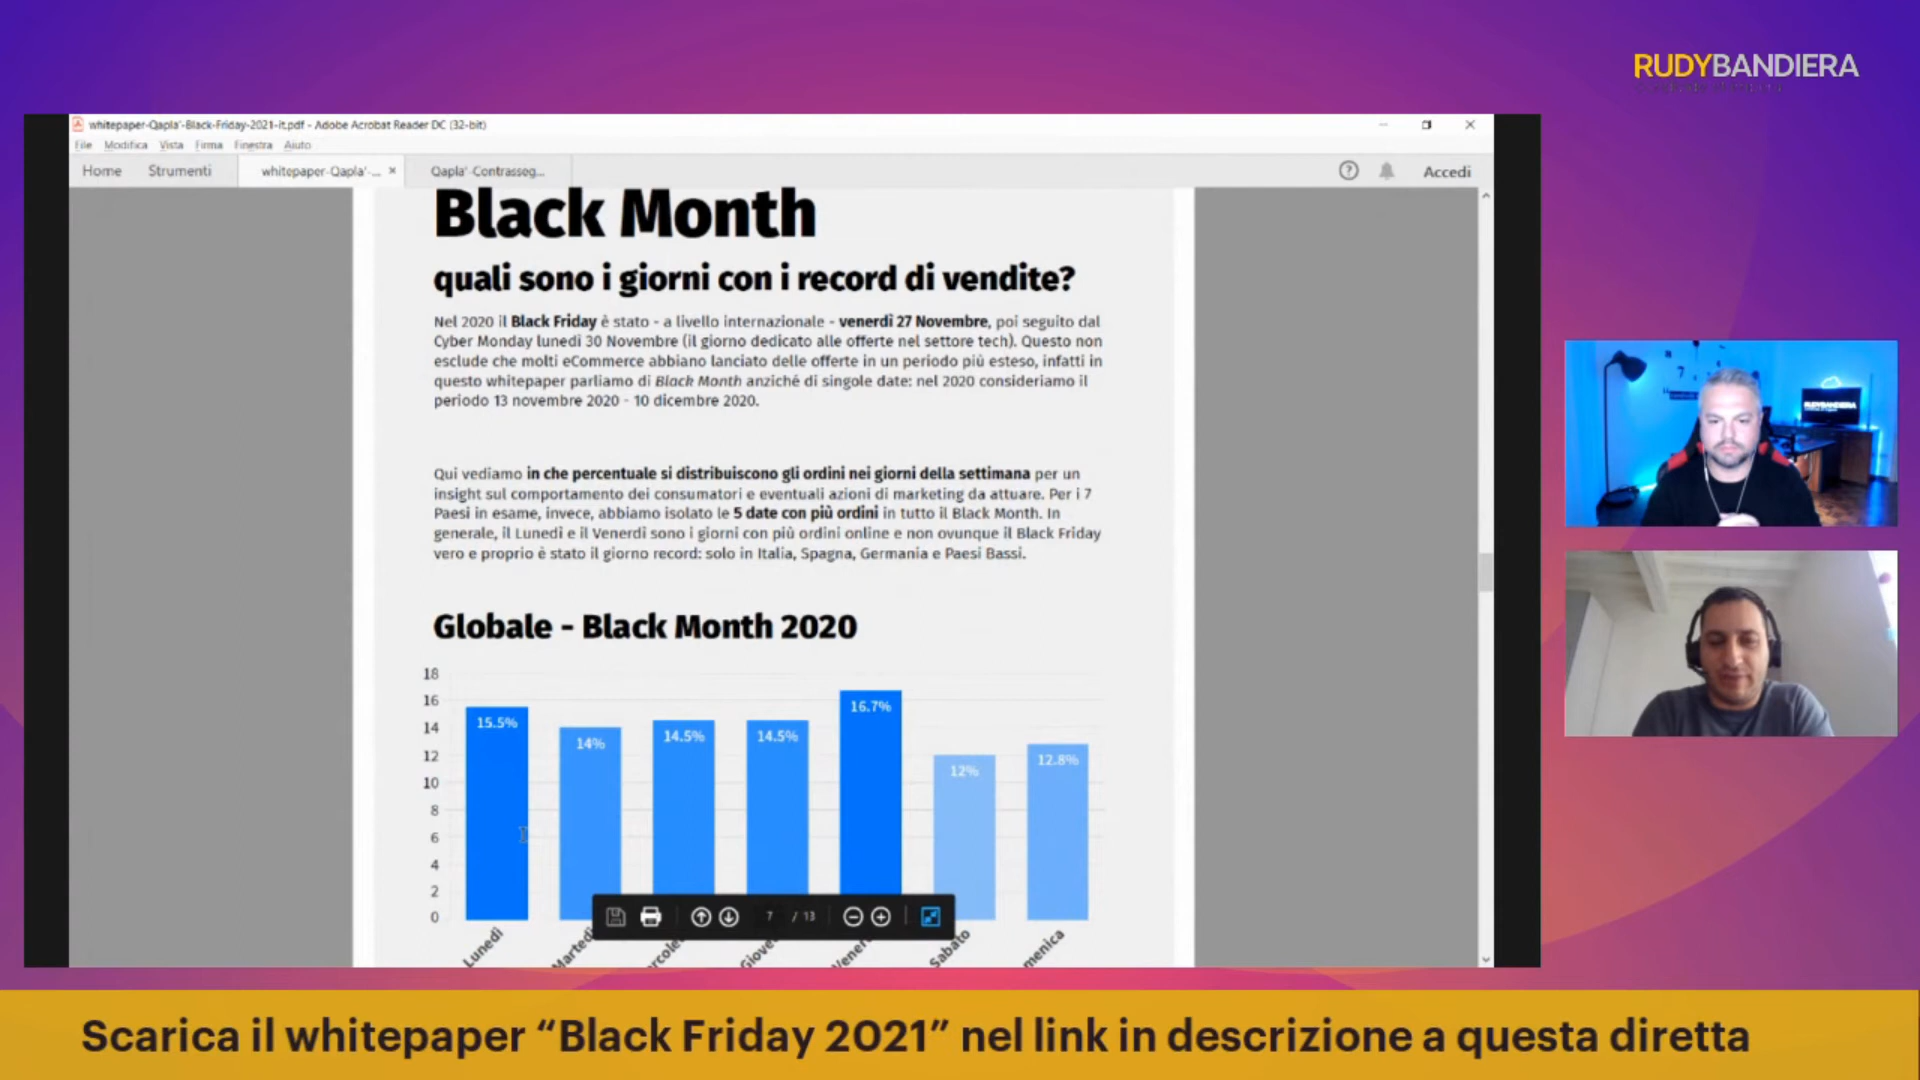 RUDYBANDIERA
whitepaper-Qapla'-Black-Friday-2021-it.pdf - Adobe Acrobat Reader DC (32-bit)
File Modifica Vista Firma Finestra Aiuto
Home Strumenti whitepaper-Qapla'-... × Qapla'-Contrasseg... Accedi
Black Month
quali sono i giorni con i record di vendite?
Nel 2020 il Black Friday è stato - a livello internazionale - venerdì 27 Novembre, poi seguito dal
Cyber Monday lunedì 30 Novembre (il giorno dedicato alle offerte nel settore tech). Questo non
esclude che molti eCommerce abbiano lanciato delle offerte in un periodo più esteso, infatti in
questo whitepaper parliamo di Black Month anziché di singole date: nel 2020 consideriamo il
periodo 13 novembre 2020 - 10 dicembre 2020.
Qui vediamo in che percentuale si distribuiscono gli ordini nei giorni della settimana per un
insight sul comportamento dei consumatori e eventuali azioni di marketing da attuare. Per i 7
Paesi in esame, invece, abbiamo isolato le 5 date con più ordini in tutto il Black Month. In
generale, il Lunedì e il Venerdì sono i giorni con più ordini online e non ovunque il Black Friday
vero e proprio è stato il giorno record: solo in Italia, Spagna, Germania e Paesi Bassi.
Globale - Black Month 2020
18
16
14
12
10
8
6
4
2
0
15.5% 14% 14.5% 14.5% 16.7% 12% 12.8%
7 / 13
Lunedì Martedì rcole Giove Vener Sabato menica
RUDYBANDIERA
Scarica il whitepaper “Black Friday 2021” nel link in descrizione a questa diretta